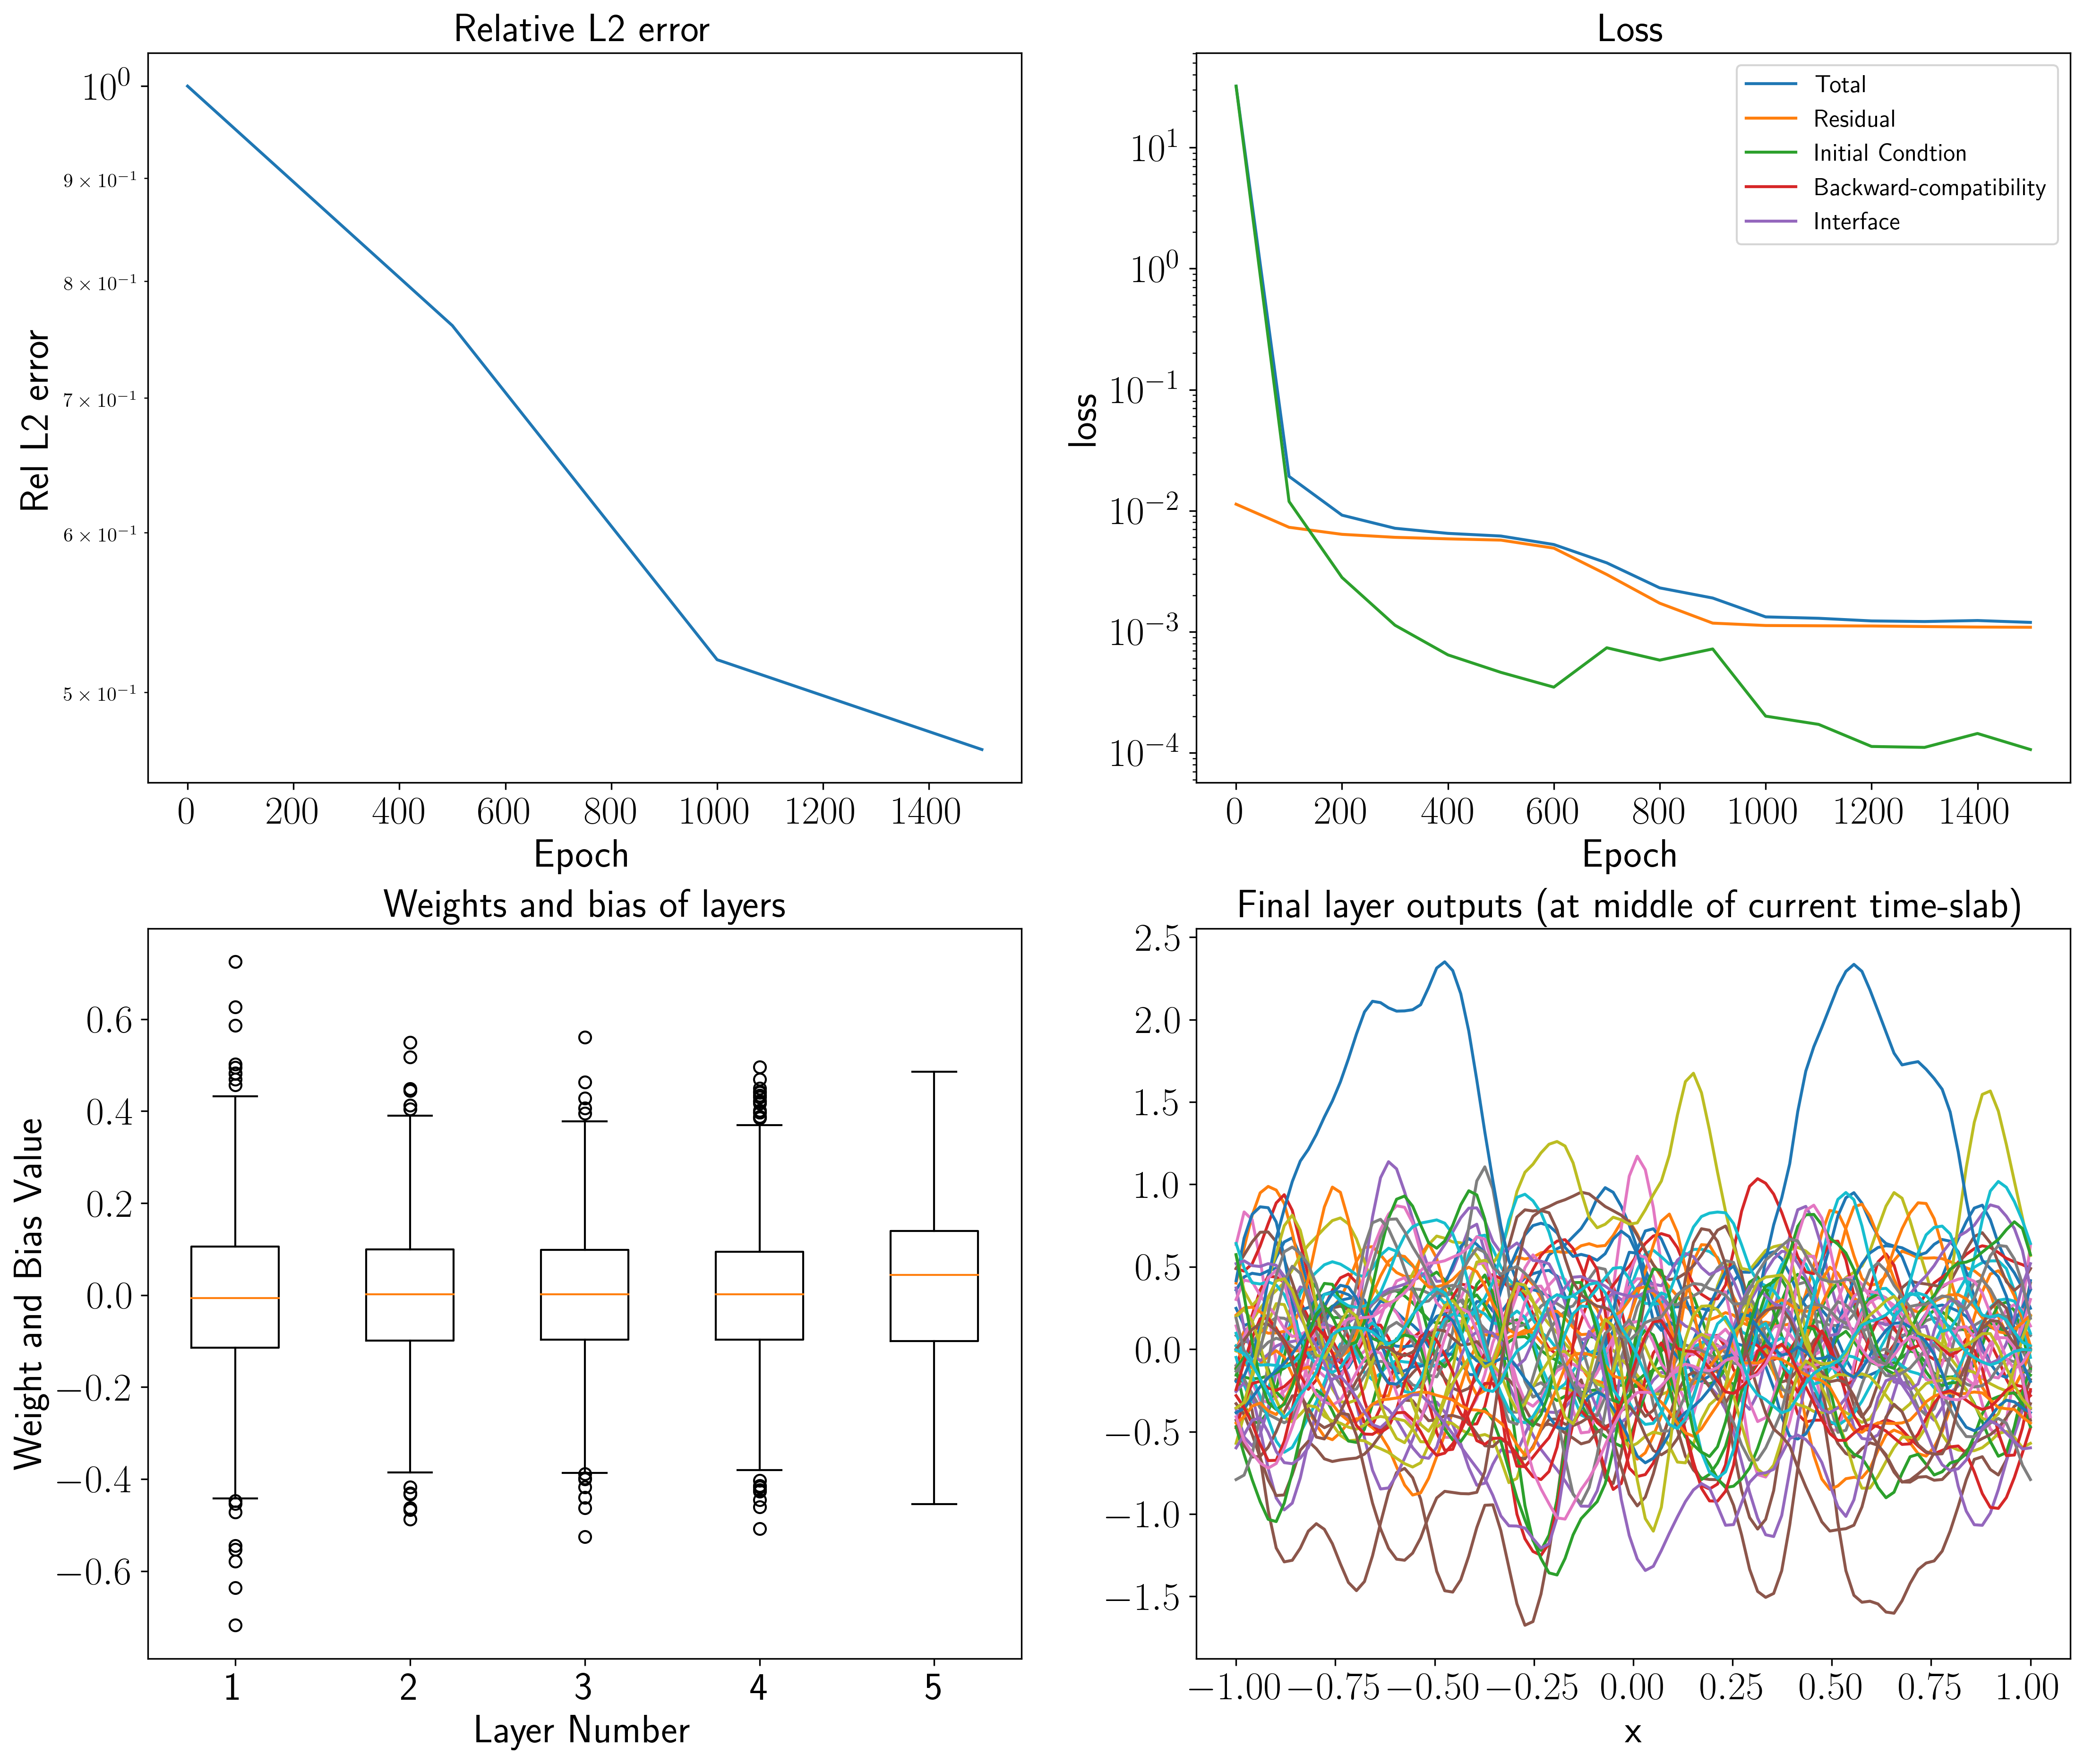 Relative L2 error
10⁰
9 × 10⁻¹
8 × 10⁻¹
7 × 10⁻¹
6 × 10⁻¹
5 × 10⁻¹
Rel L2 error
0 200 400 600 800 1000 1200 1400
Epoch
Loss
Total
Residual
Initial Condtion
Backward-compatibility
Interface
10¹
10⁰
10⁻¹
10⁻²
10⁻³
10⁻⁴
loss
0 200 400 600 800 1000 1200 1400
Epoch
Weights and bias of layers
0.6
0.4
0.2
0.0
−0.2
−0.4
−0.6
Weight and Bias Value
1 2 3 4 5
Layer Number
Final layer outputs (at middle of current time-slab)
2.5
2.0
1.5
1.0
0.5
0.0
−0.5
−1.0
−1.5
−1.00 −0.75 −0.50 −0.25 0.00 0.25 0.50 0.75 1.00
x